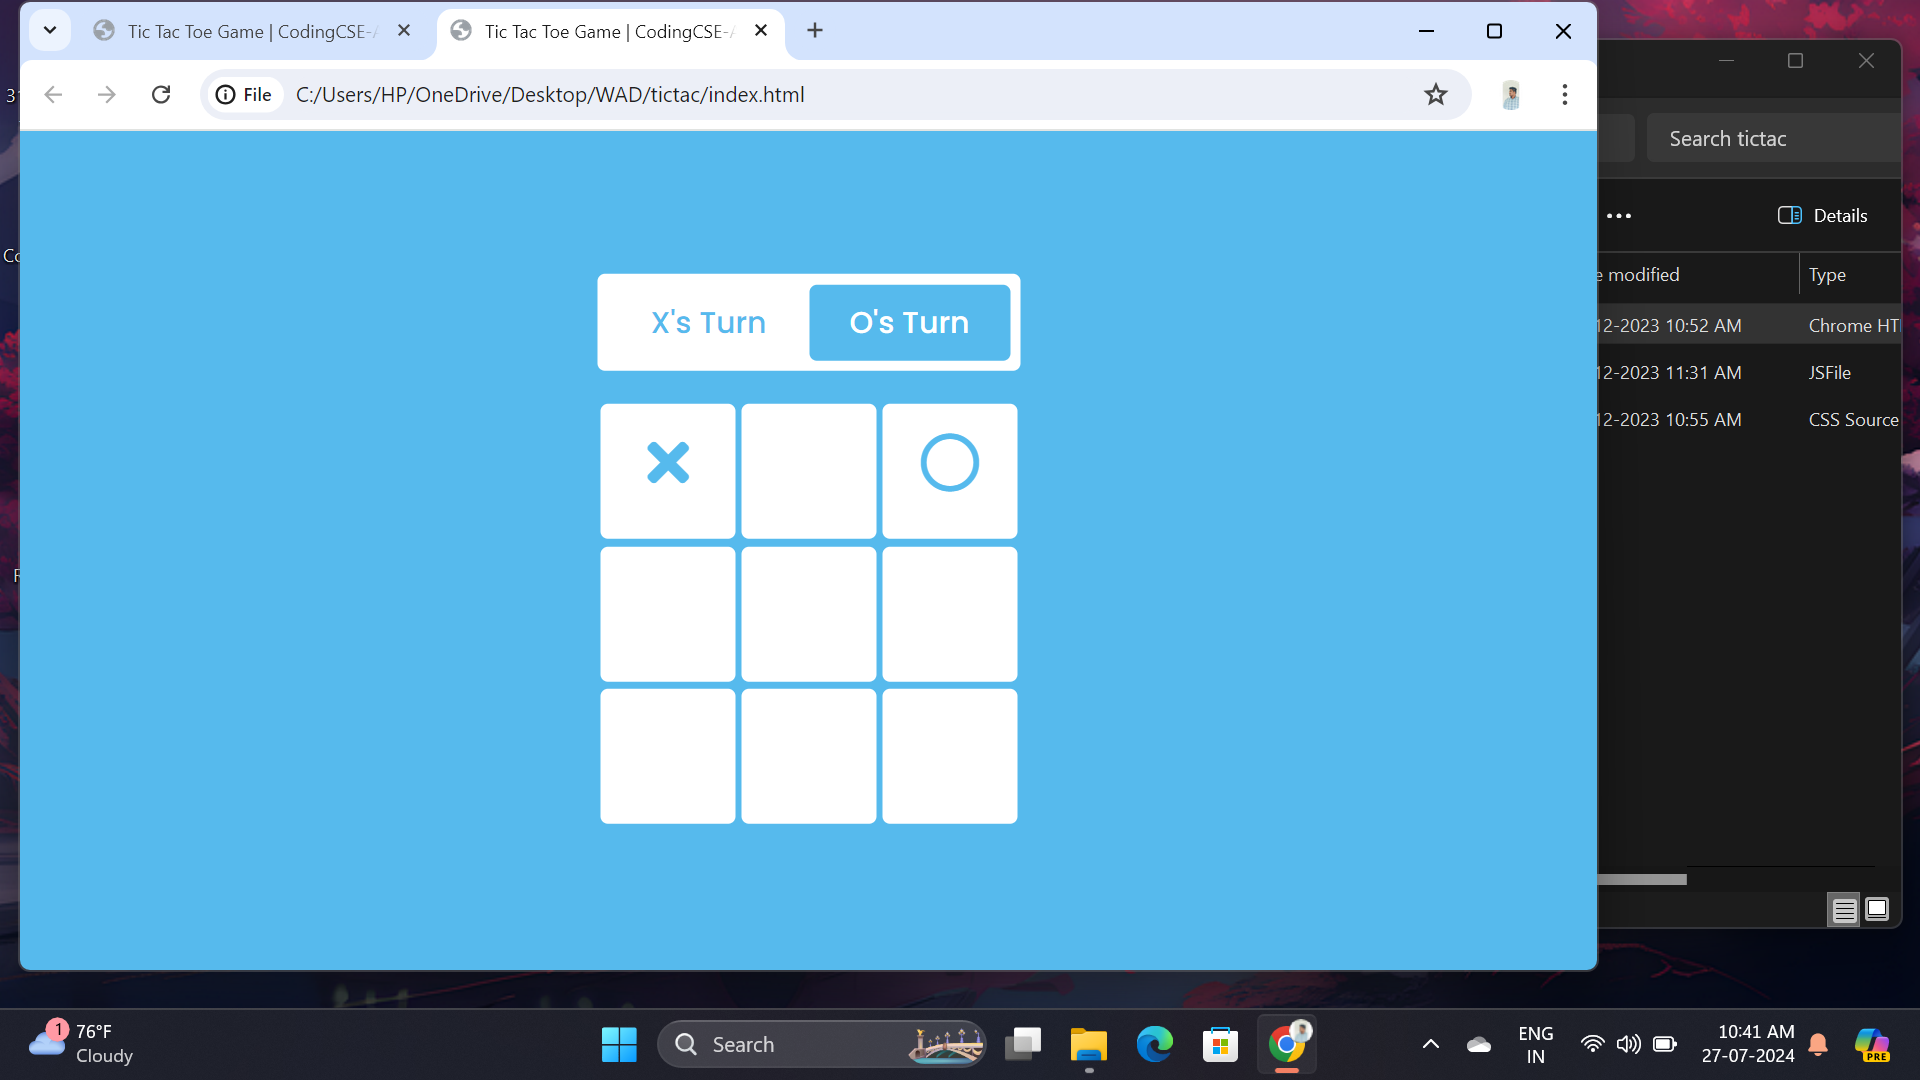 Tic Tac Toe Game | CodingCSE-
Tic Tac Toe Game | CodingCSE-
File
C:/Users/HP/OneDrive/Desktop/WAD/tictac/index.html
Search tictac
Details
modified
Type
12-2023 10:52 AM
Chrome HT
12-2023 11:31 AM
JSFile
12-2023 10:55 AM
CSS Source
X's Turn
O's Turn
1
76°F
Cloudy
Search
ENG
IN
10:41 AM
27-07-2024
PRE